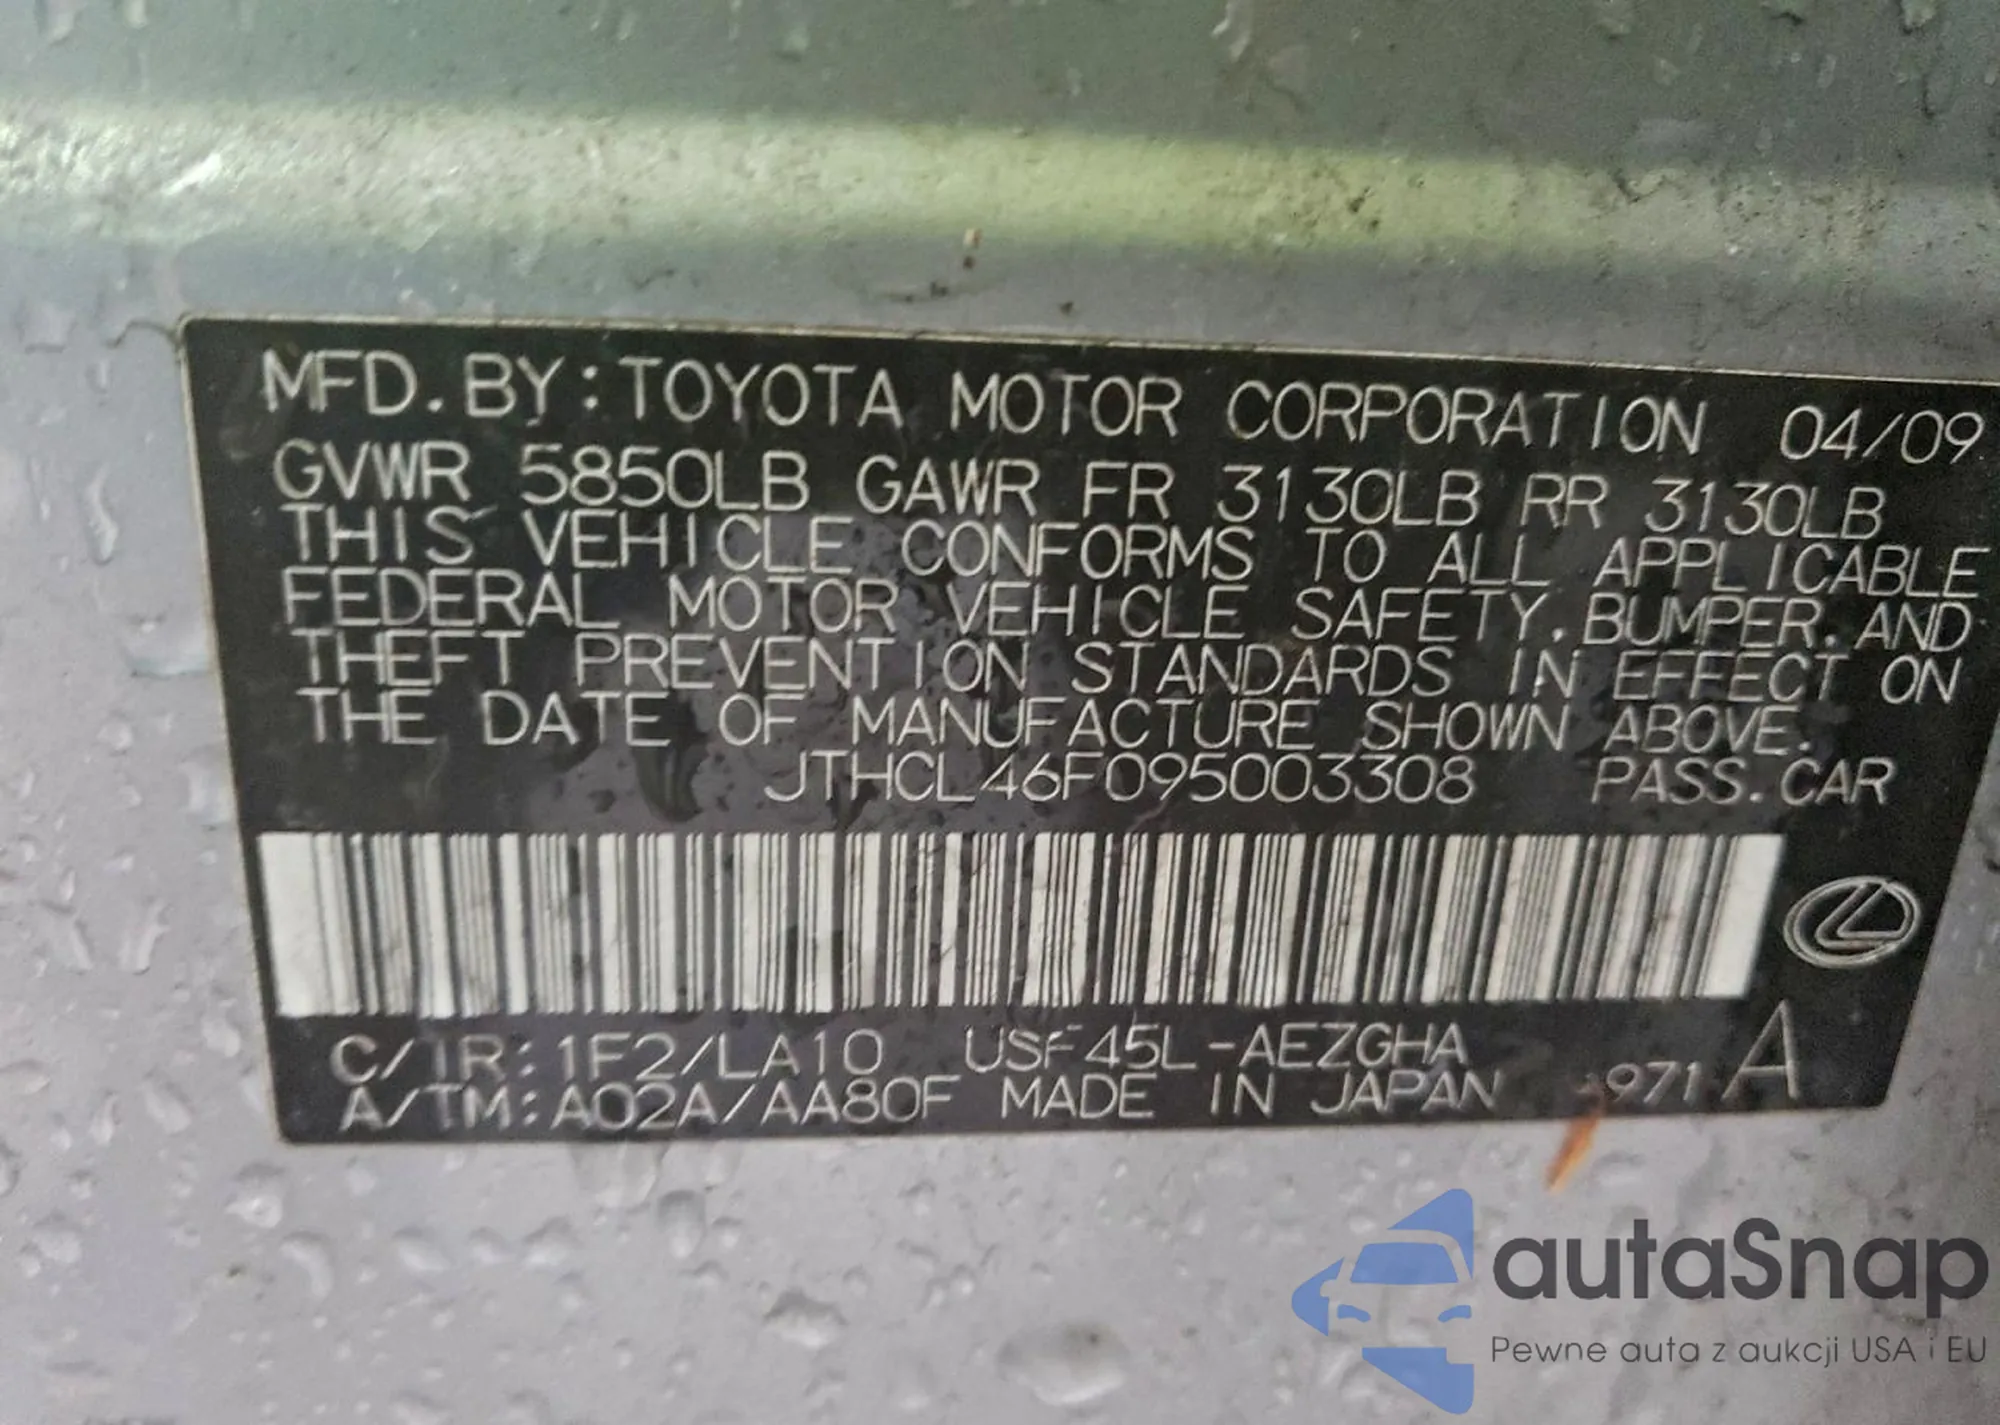 MFD. BY: TOYOTA MOTOR CORPORATION 04/09
GVWR 5850LB GAWR FR 3130LB RR 3130LB
THIS VEHICLE CONFORMS TO ALL APPLICABLE
FEDERAL MOTOR VEHICLE SAFETY, BUMPER, AND
THEFT PREVENTION STANDARDS IN EFFECT ON
THE DATE OF MANUFACTURE SHOWN ABOVE.
JTHCL46F095003308 PASS. CAR
C/IR: 1F2/LA10 USF45L-AEZGHA
A/TM: A02A/AA80F MADE IN JAPAN 971 A
autaSnap
Pewne auta z aukcji USA i EU